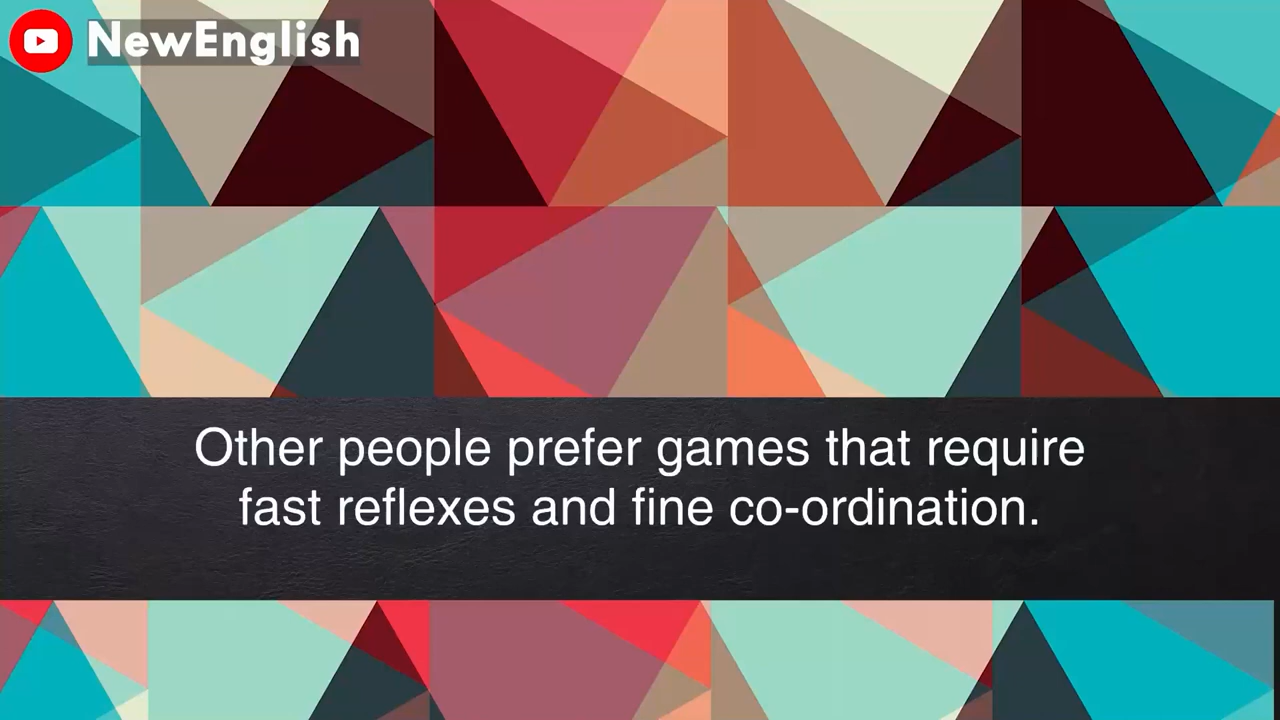 NewEnglish
Other people prefer games that require
fast reflexes and fine co-ordination.